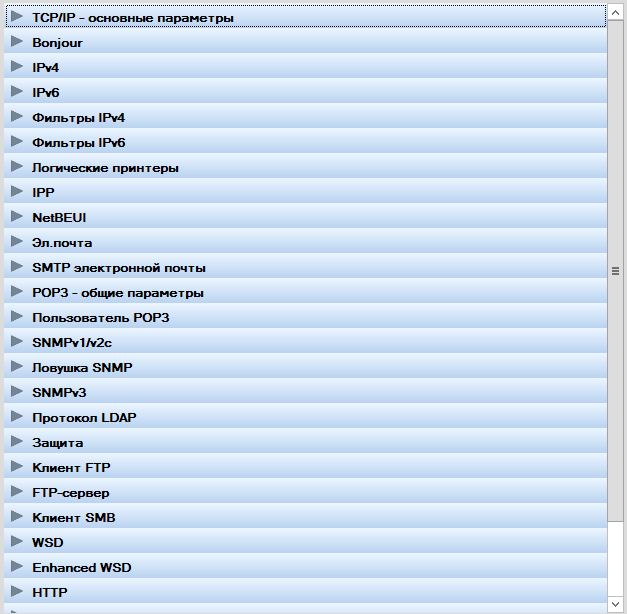 TCP/IP - основные параметры
Bonjour
IPv4
IPv6
Фильтры IPv4
Фильтры IPv6
Логические принтеры
IPP
NetBEUI
Эл.почта
SMTP электронной почты
POP3 - общие параметры
Пользователь POP3
SNMPv1/v2c
Ловушка SNMP
SNMPv3
Протокол LDAP
Защита
Клиент FTP
FTP-сервер
Клиент SMB
WSD
Enhanced WSD
HTTP